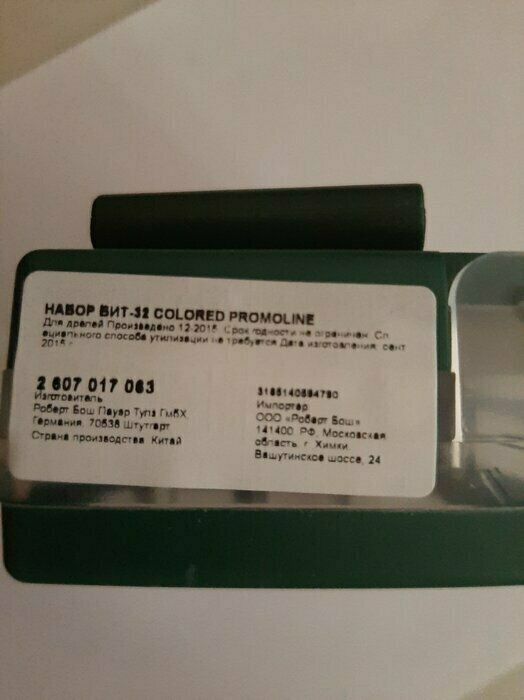 НАБОР БИТ-32 COLORED PROMOLINE
Для дрелей Произведено 12-2015. Срок годности не ограничен. Сп
ециального способа утилизации не требуется Дата изготовления: сент
2015 г
2 607 017 063
Изготовитель
Роберт Бош Пауэр Тулз ГмбХ
Германия, 70538 Штутгарт
Страна производства: Китай
3165140594790
Импортер
ООО «Роберт Бош»
141400 РФ, Московская
область, г. Химки
Вашутинское шоссе, 24